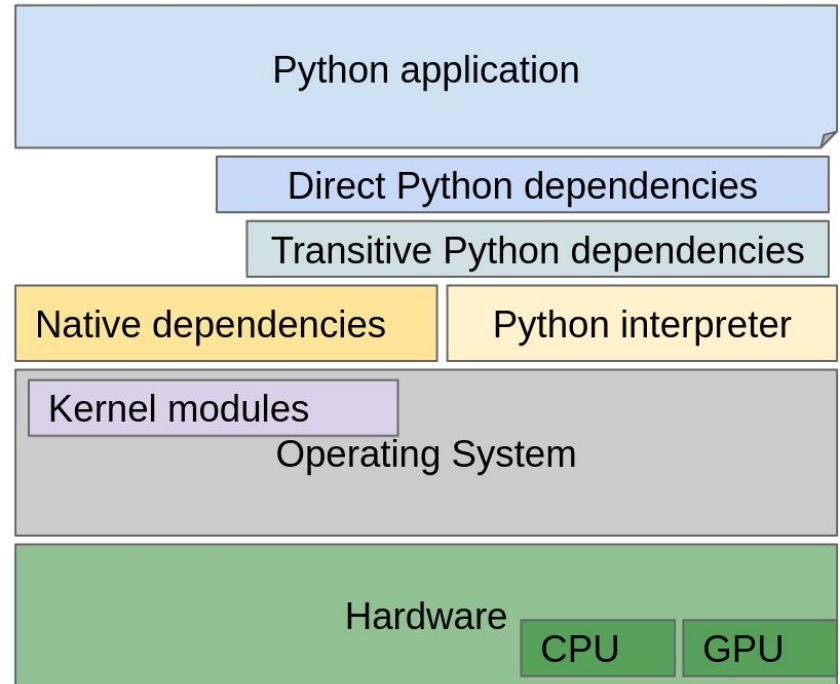 Python application
Direct Python dependencies
Transitive Python dependencies
Native dependencies
Python interpreter
Kernel modules
Operating System
Hardware
CPU
GPU